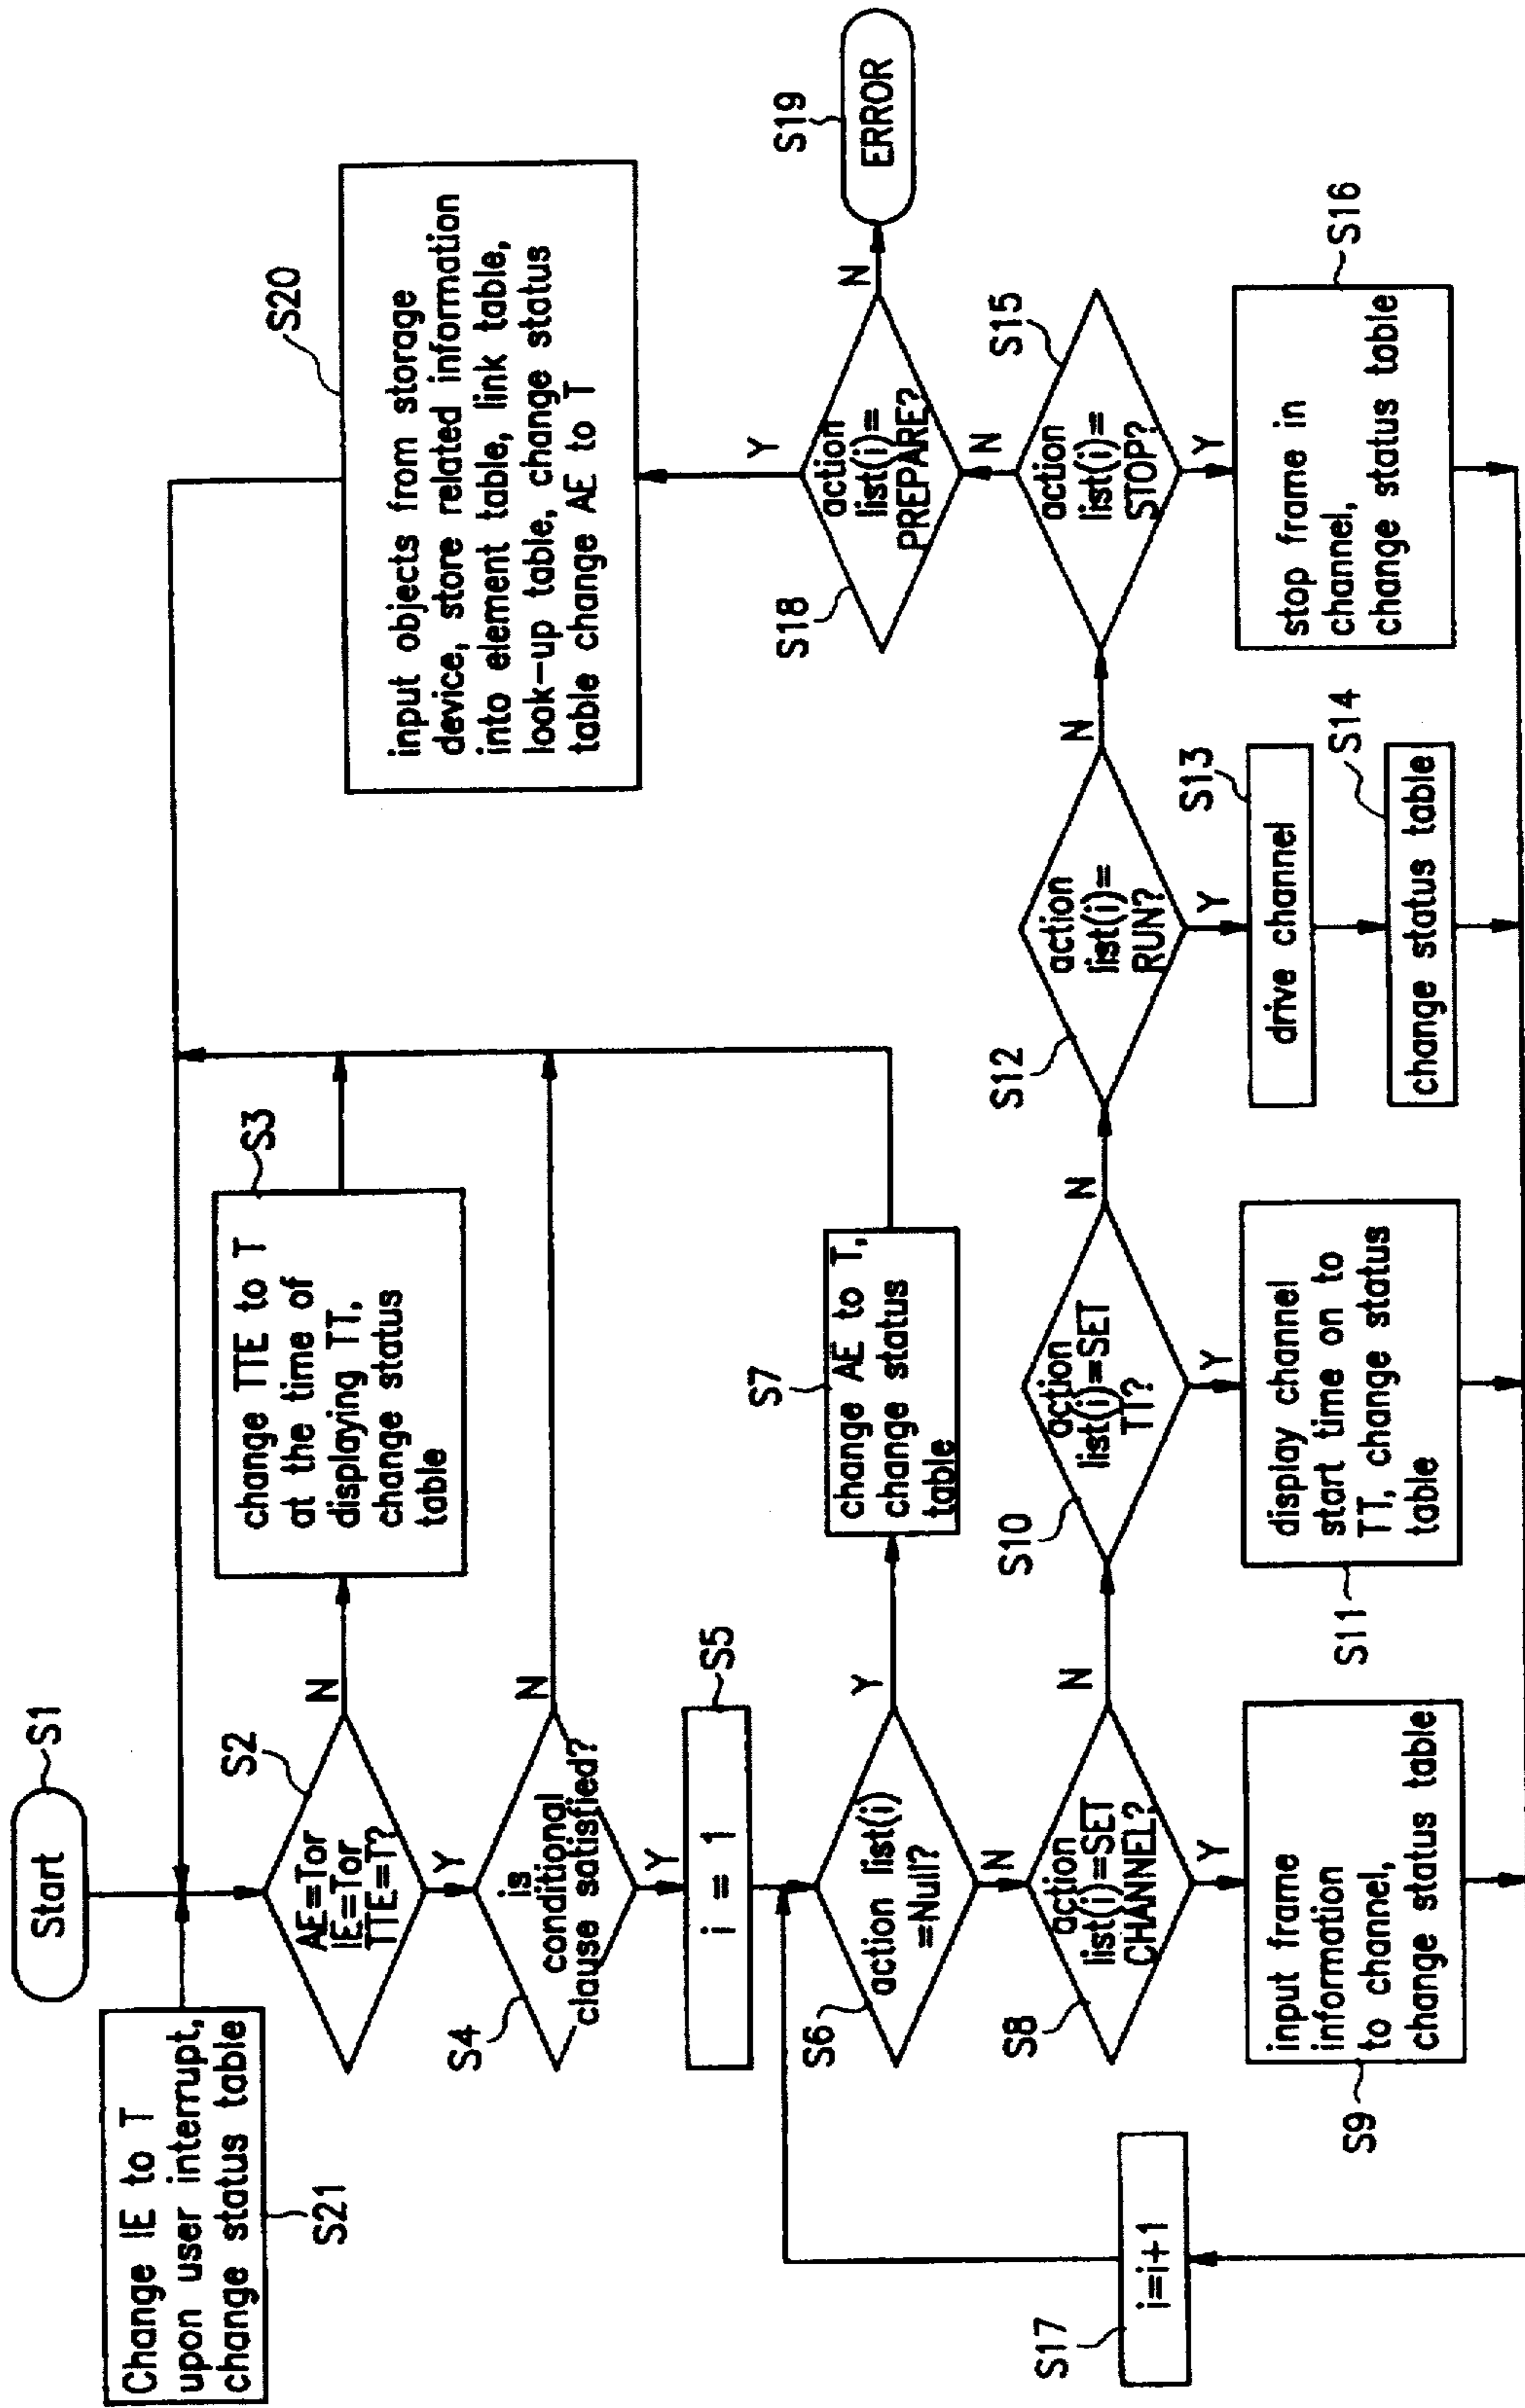 Start
S1
Change IE to T
upon user interrupt,
change status table
S21
AE=Tor
IE=Tor
TTE=T?
S2
N
Y
change TTE to T
at the time of
displaying TT,
change status
table
S3
is
conditional
clause satisfied?
S4
N
Y
i = 1
S5
action list(i)
=Null?
S6
Y
N
change AE to T,
change status
table
S7
action
list(i)=SET
CHANNEL?
S8
N
Y
input frame
information
to channel,
change status table
S9
action
list(i)=SET
TT?
S10
N
Y
display channel
start time on to
TT, change status
table
S11
action
list(i)=
RUN?
S12
N
Y
drive channel
S13
change status table
S14
action
list(i)=
STOP?
S15
N
Y
stop frame in
channel,
change status table
S16
i=i+1
S17
action
list(i)=
PREPARE?
S18
N
Y
ERROR
S19
input objects from storage
device, store related information
into element table, link table,
look-up table, change status
table change AE to T
S20